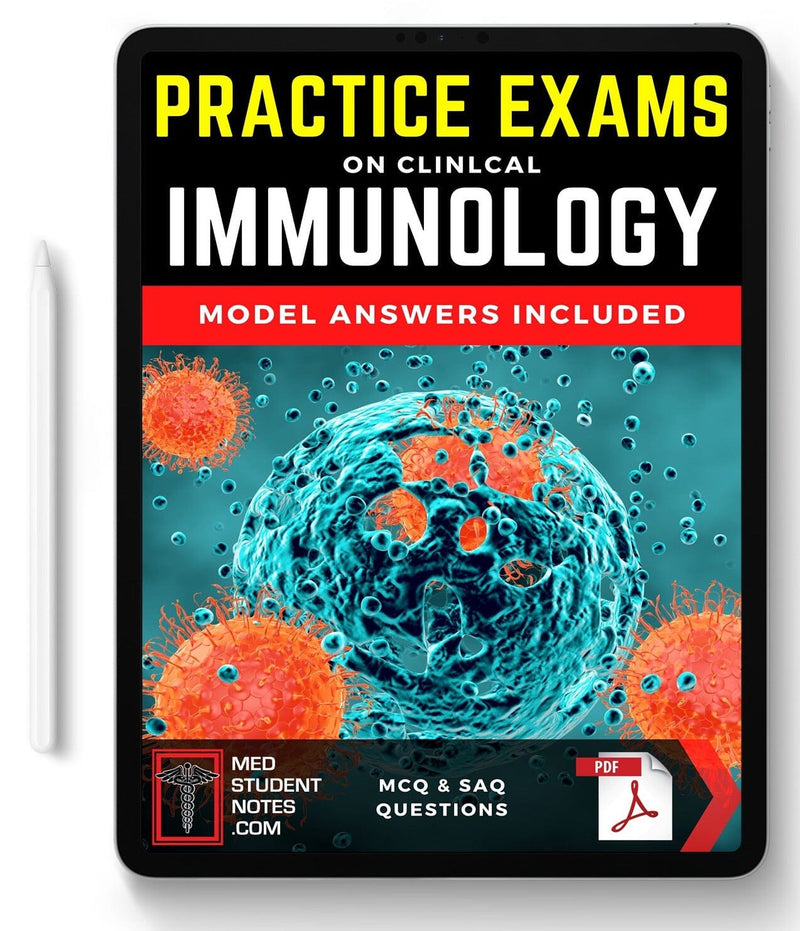 PRACTICE EXAMS
ON CLINLCAL
IMMUNOLOGY
MODEL ANSWERS INCLUDED
MED
STUDENT
NOTES
.COM
MCQ & SAQ
QUESTIONS
PDF